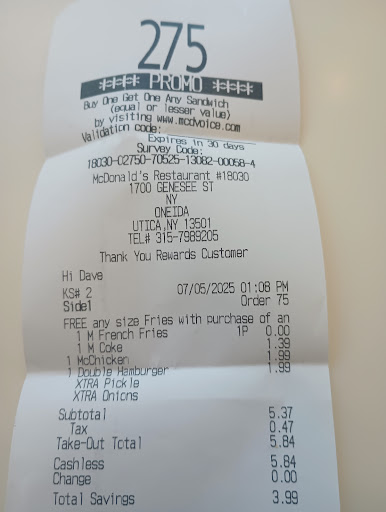 275
**** PROMO ****
Buy One Get One Any Sandwich
(equal or lesser value)
by visiting www.mcdvoice.com
Validation code:
Expires in 30 days
Survey Code:
18030-02750-70525-13082-00058-4
McDonald's Restaurant #18030
1700 GENESEE ST
NY
ONEIDA
UTICA,NY 13501
TEL# 315-7989205
Thank You Rewards Customer
Hi Dave
KS# 2 07/05/2025 01:08 PM
Side1 Order 75
FREE any size Fries with purchase of an
1 M French Fries 1P 0.00
1 M Coke 1.39
1 McChicken 1.99
1 Double Hamburger 1.99
XTRA Pickle
XTRA Onions
Subtotal 5.37
Tax 0.47
Take-Out Total 5.84
Cashless 5.84
Change 0.00
Total Savings 3.99